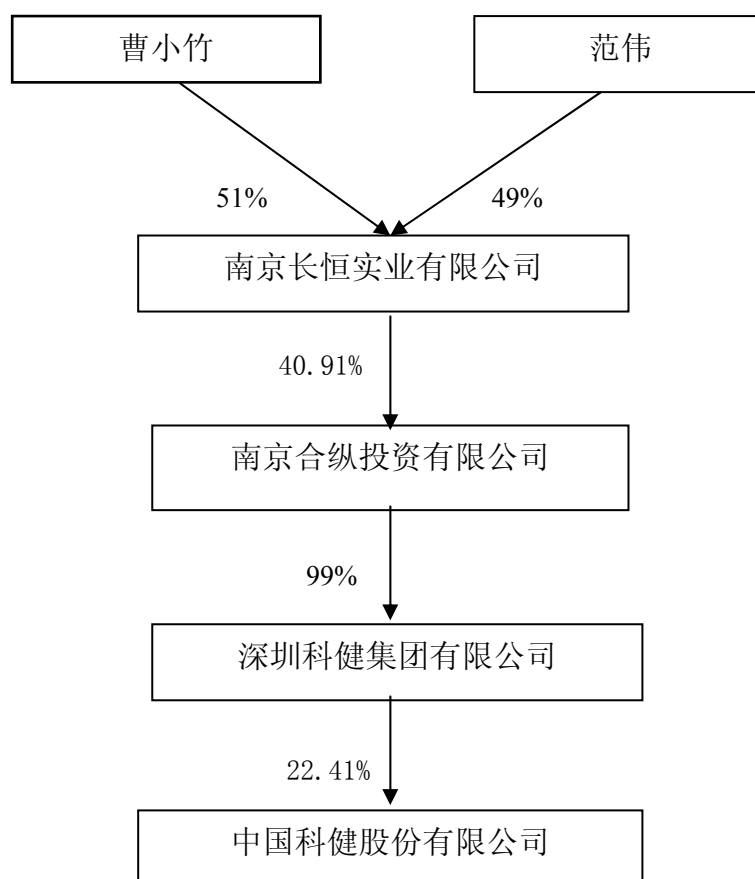 曹小竹
范伟
51%
49%
南京长恒实业有限公司
40.91%
南京合纵投资有限公司
99%
深圳科健集团有限公司
22.41%
中国科健股份有限公司